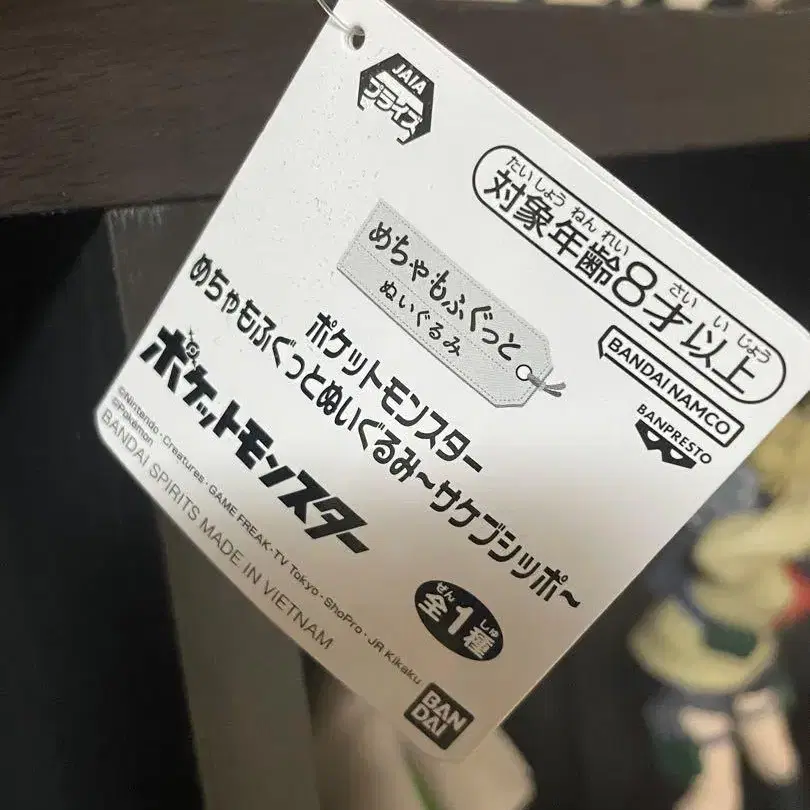 JAIA
プライズ
たいしょう ねん れい さい い じょう
対象年齢8才以上
めちゃもふぐっと
ぬいぐるみ
BANDAI NAMCO
BANPRESTO
ポケットモンスター
めちゃもふぐっとぬいぐるみ～サケブシッポ～
ポケットモンスター
©Nintendo・Creatures・GAME FREAK・TV Tokyo・ShoPro・JR Kikaku
©Pokémon
BANDAI SPIRITS MADE IN VIETNAM
ぜん しゅ
全1種
BAN
DAI